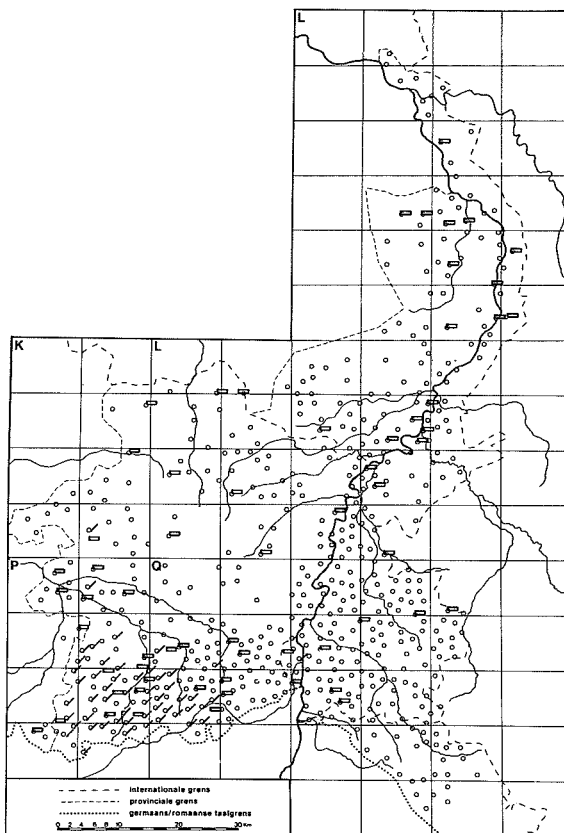 L
K L
P Q
internationale grens
provinciale grens
germaans/romaanse taalgrens
0 2 4 6 8 10 20 30 Km